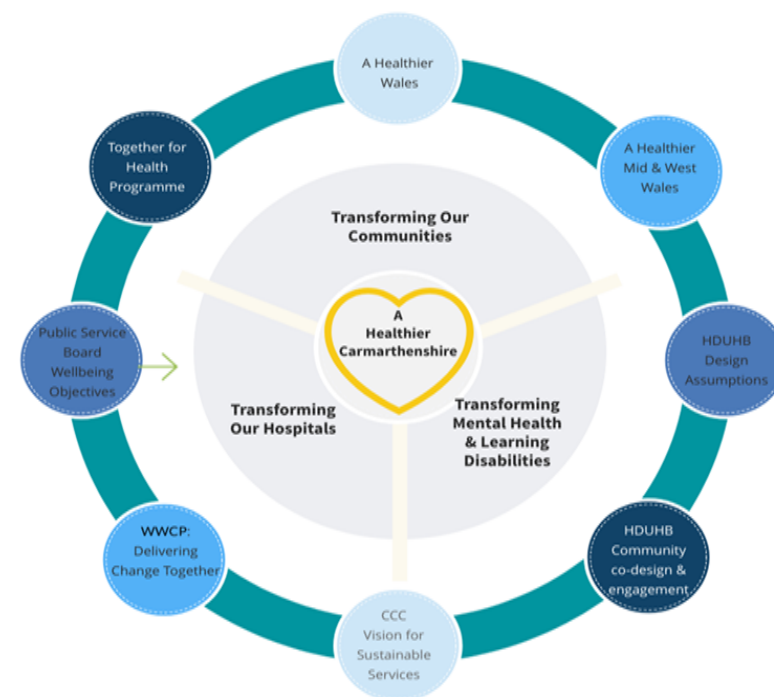 A Healthier
Wales
Together for
Health
Programme
A Healthier
Mid & West
Wales
Transforming Our
Communities
A
Healthier
Carmarthenshire
Public Service
Board
Wellbeing
Objectives
HDUHB
Design
Assumptions
Transforming
Our Hospitals
Transforming
Mental Health
& Learning
Disabilities
WWCP:
Delivering
Change Together
HDUHB
Community
co-design &
engagement
CCC
Vision for
Sustainable
Services